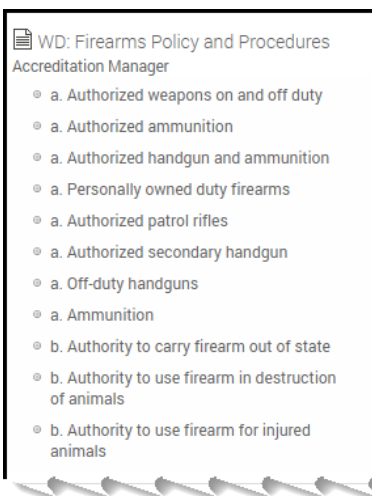 WD: Firearms Policy and Procedures
Accreditation Manager
a. Authorized weapons on and off duty
a. Authorized ammunition
a. Authorized handgun and ammunition
a. Personally owned duty firearms
a. Authorized patrol rifles
a. Authorized secondary handgun
a. Off-duty handguns
a. Ammunition
b. Authority to carry firearm out of state
b. Authority to use firearm in destruction
of animals
b. Authority to use firearm for injured
animals